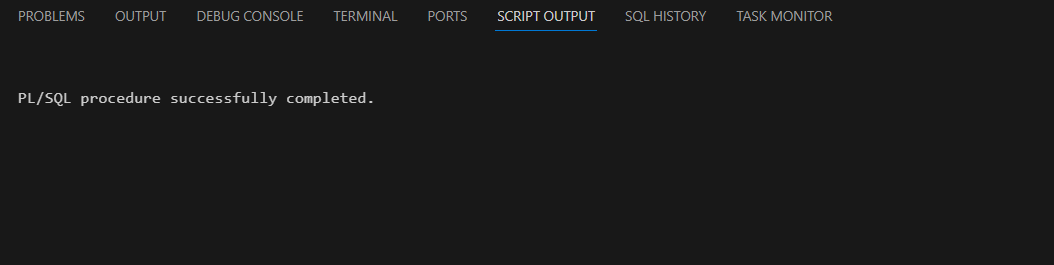 PROBLEMS OUTPUT DEBUG CONSOLE TERMINAL PORTS SCRIPT OUTPUT SQL HISTORY TASK MONITOR
PL/SQL procedure successfully completed.